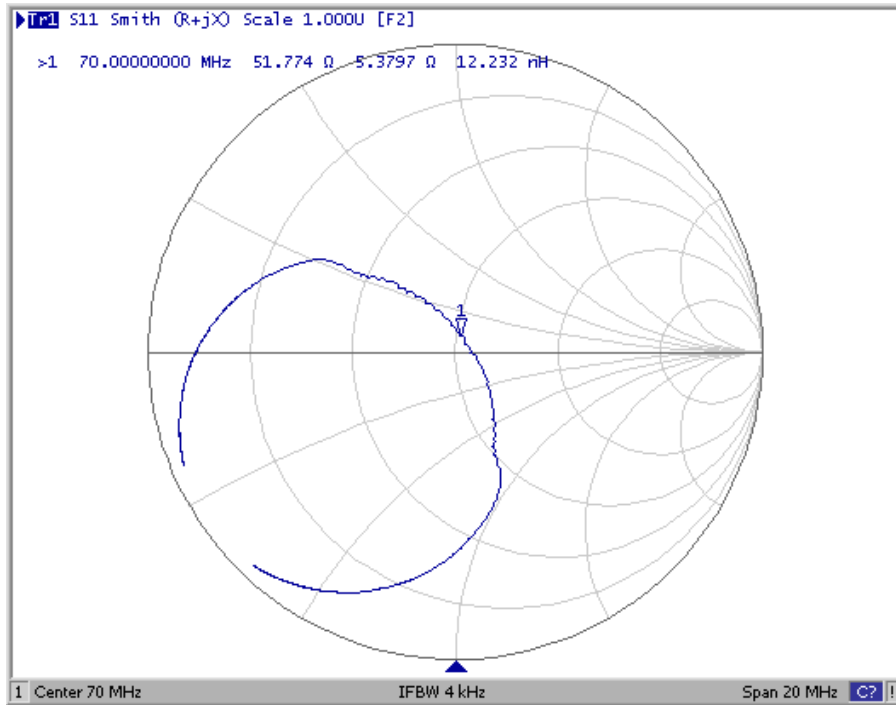 Tr1 S11 Smith (R+jX) Scale 1.000U [F2]
>1 70.00000000 MHz 51.774 Ω 5.3797 Ω 12.232 nH
1
1 Center 70 MHz IFBW 4 kHz Span 20 MHz C? !